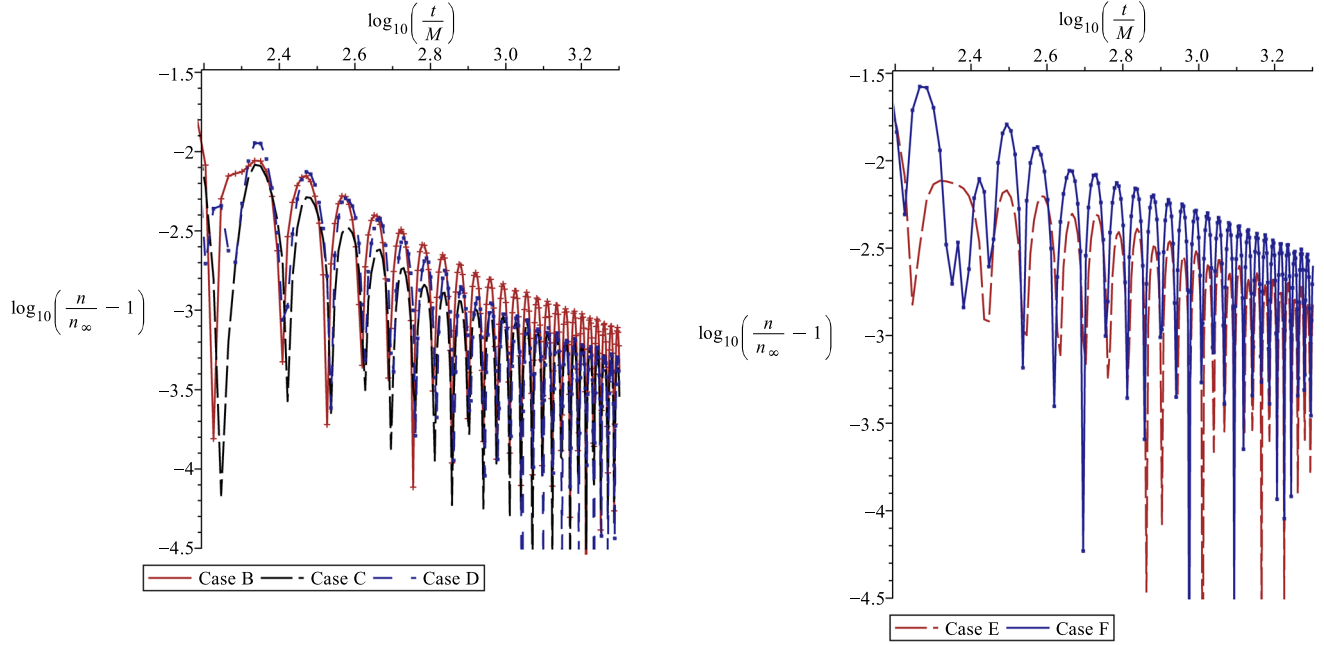 log10(t/M)
2.4 2.6 2.8 3.0 3.2
−1.5
−2
−2.5
−3
−3.5
−4
−4.5
log10(n/n∞ − 1)
Case B Case C Case D
log10(t/M)
2.4 2.6 2.8 3.0 3.2
−1.5
−2
−2.5
−3
−3.5
−4
−4.5
log10(n/n∞ − 1)
Case E Case F